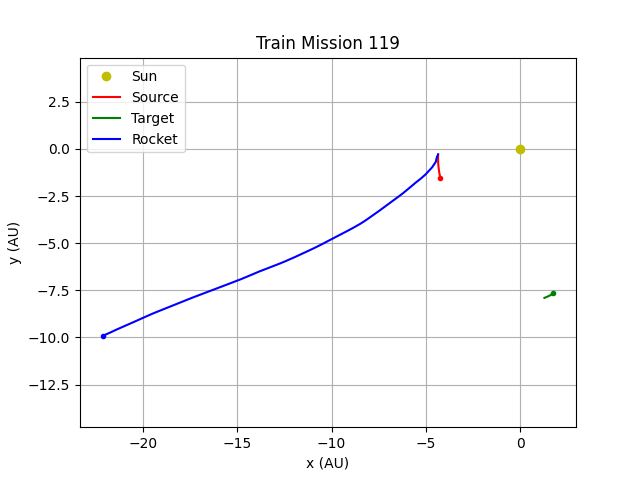 Train Mission 119
Sun
Source
Target
Rocket
2.5
0.0
−2.5
−5.0
−7.5
−10.0
−12.5
y (AU)
−20
−15
−10
−5
0
x (AU)